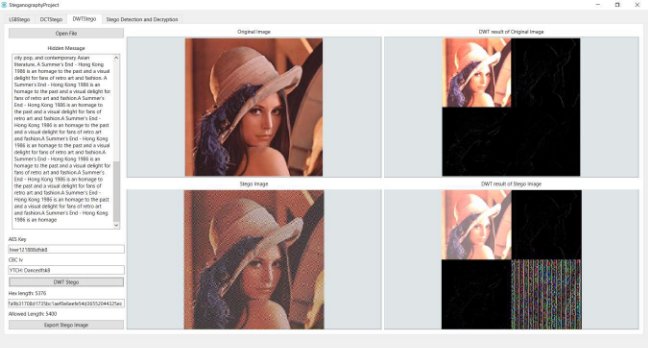 SteganographyProject
LSBStego DCTStego DWTStego Stego Detection and Decryption
Open File
Hidden Message
city pop, and contemporary Asian
literature. A Summer's End - Hong Kong
1986 is an homage to the past and a
visual delight for fans of retro art and fashion. A
Summer's End - Hong Kong 1986 is an
homage to the past and a visual delight for
fans of retro art and fashion.A Summer's
End - Hong Kong 1986 is an homage to
the past and a visual delight for fans of
retro art and fashion.A Summer's End -
Hong Kong 1986 is an homage to the past
and a visual delight for fans of retro art
and fashion.A Summer's End - Hong Kong
1986 is an homage to the past and a visual
delight for fans of retro art and fashion.A
Summer's End - Hong Kong 1986 is an
homage to the past and a visual delight for
fans of retro art and fashion.A Summer's
End - Hong Kong 1986 is an homage to
the past and a visual delight for fans of
retro art and fashion.A Summer's End -
Hong Kong 1986 is an homage to the past
and a visual delight for fans of retro art
and fashion.A Summer's End - Hong Kong
1986 is an homage
AES Key
CBC Iv
DWT Stego
Hex length: 5376
Allowed Length: 5400
Export Stego Image
Original Image
DWT result of Original Image
Stego Image
DWT result of Stego Image